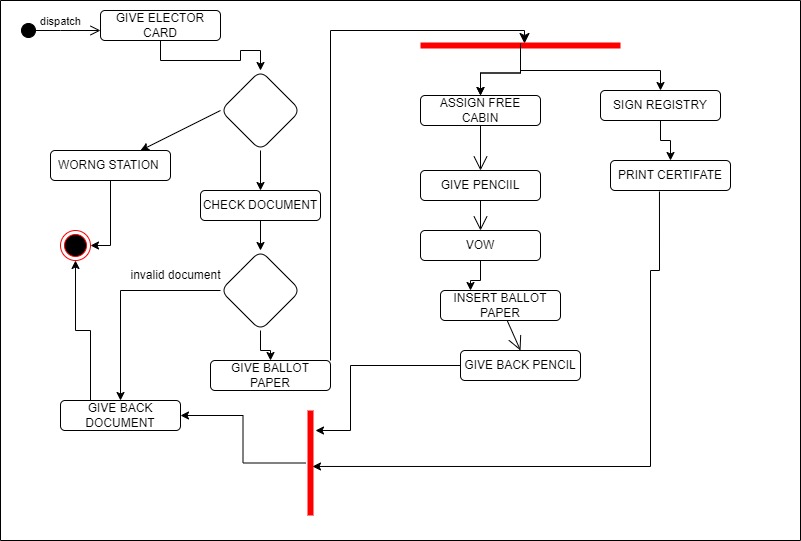 dispatch
GIVE ELECTOR
CARD
ASSIGN FREE
CABIN
SIGN REGISTRY
WORNG STATION
PRINT CERTIFATE
GIVE PENCIIL
CHECK DOCUMENT
VOW
invalid document
INSERT BALLOT
PAPER
GIVE BALLOT
PAPER
GIVE BACK PENCIL
GIVE BACK
DOCUMENT